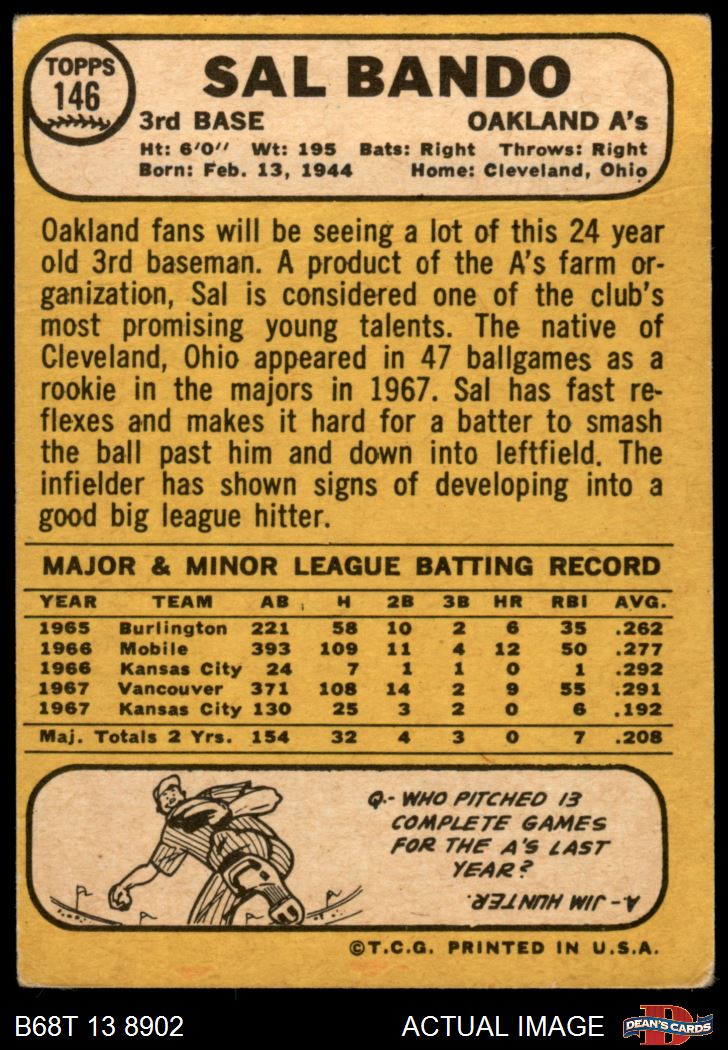 TOPPS
146
SAL BANDO
3rd BASE OAKLAND A's
Ht: 6'0" Wt: 195 Bats: Right Throws: Right
Born: Feb. 13, 1944 Home: Cleveland, Ohio
Oakland fans will be seeing a lot of this 24 year
old 3rd baseman. A product of the A's farm or-
ganization, Sal is considered one of the club's
most promising young talents. The native of
Cleveland, Ohio appeared in 47 ballgames as a
rookie in the majors in 1967. Sal has fast re-
flexes and makes it hard for a batter to smash
the ball past him and down into leftfield. The
infielder has shown signs of developing into a
good big league hitter.
MAJOR & MINOR LEAGUE BATTING RECORD
YEAR TEAM AB H 2B 3B HR RBI AVG.
1965 Burlington 221 58 10 2 6 35 .262
1966 Mobile 393 109 11 4 12 50 .277
1966 Kansas City 24 7 1 1 0 1 .292
1967 Vancouver 371 108 14 2 9 55 .291
1967 Kansas City 130 25 3 2 0 6 .192
Maj. Totals 2 Yrs. 154 32 4 3 0 7 .208
Q.- WHO PITCHED 13
COMPLETE GAMES
FOR THE A'S LAST
YEAR?
A- JIM HUNTER.
©T.C.G. PRINTED IN U.S.A.
B68T 13 8902 ACTUAL IMAGE
D
DEAN'S CARDS